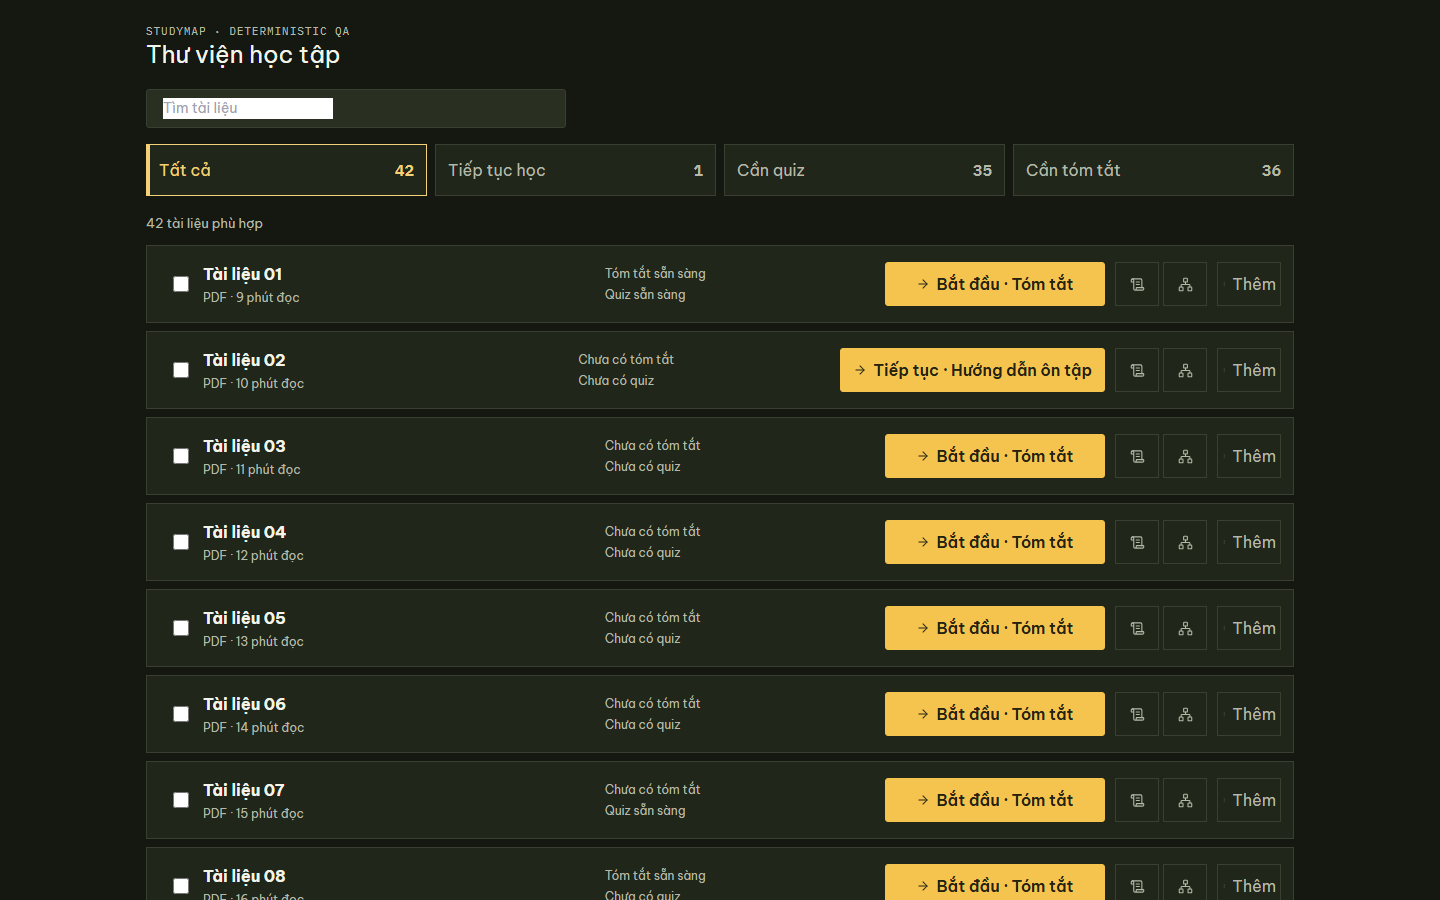 STUDYMAP · DETERMINISTIC QA
Thư viện học tập
Tìm tài liệu
Tất cả 42
Tiếp tục học 1
Cần quiz 35
Cần tóm tắt 36
42 tài liệu phù hợp
Tài liệu 01
PDF · 9 phút đọc
Tóm tắt sẵn sàng
Quiz sẵn sàng
→ Bắt đầu · Tóm tắt
Thêm
Tài liệu 02
PDF · 10 phút đọc
Chưa có tóm tắt
Chưa có quiz
→ Tiếp tục · Hướng dẫn ôn tập
Thêm
Tài liệu 03
PDF · 11 phút đọc
Chưa có tóm tắt
Chưa có quiz
→ Bắt đầu · Tóm tắt
Thêm
Tài liệu 04
PDF · 12 phút đọc
Chưa có tóm tắt
Chưa có quiz
→ Bắt đầu · Tóm tắt
Thêm
Tài liệu 05
PDF · 13 phút đọc
Chưa có tóm tắt
Chưa có quiz
→ Bắt đầu · Tóm tắt
Thêm
Tài liệu 06
PDF · 14 phút đọc
Chưa có tóm tắt
Chưa có quiz
→ Bắt đầu · Tóm tắt
Thêm
Tài liệu 07
PDF · 15 phút đọc
Chưa có tóm tắt
Quiz sẵn sàng
→ Bắt đầu · Tóm tắt
Thêm
Tài liệu 08
PDF · 16 phút đọc
Tóm tắt sẵn sàng
Chưa có quiz
→ Bắt đầu · Tóm tắt
Thêm